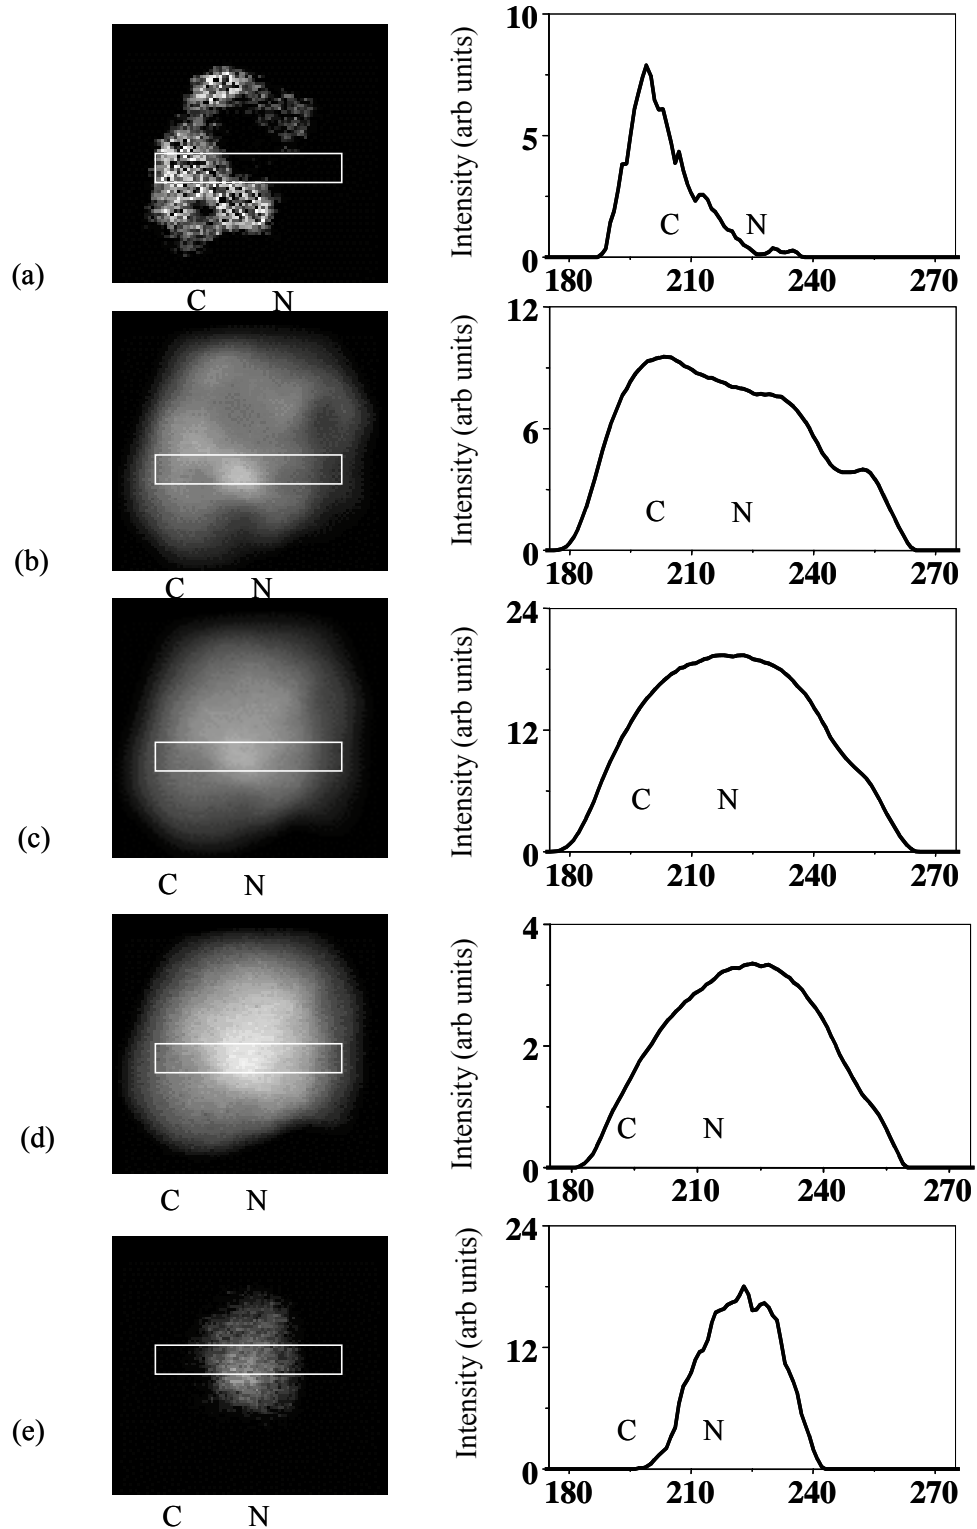 (a)
C N
Intensity (arb units)
10
5
0
C N
180 210 240 270
(b)
C N
Intensity (arb units)
12
6
0
C N
180 210 240 270
(c)
C N
Intensity (arb units)
24
12
0
C N
180 210 240 270
(d)
C N
Intensity (arb units)
4
2
0
C N
180 210 240 270
(e)
C N
Intensity (arb units)
24
12
0
C N
180 210 240 270